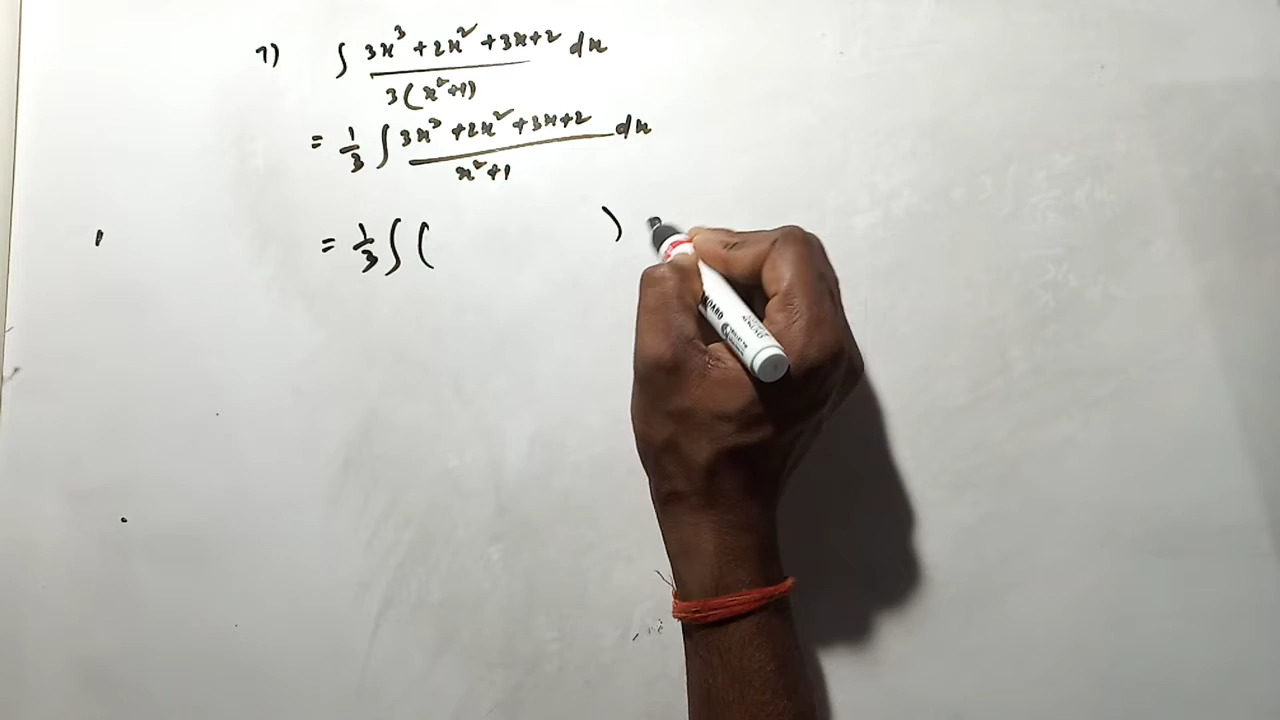 7) ∫ 3x³ + 2x² + 3x + 2 / 3(x² + 1) dx
= 1/3 ∫ 3x³ + 2x² + 3x + 2 / x² + 1 dx
= 1/3 ∫ ( )